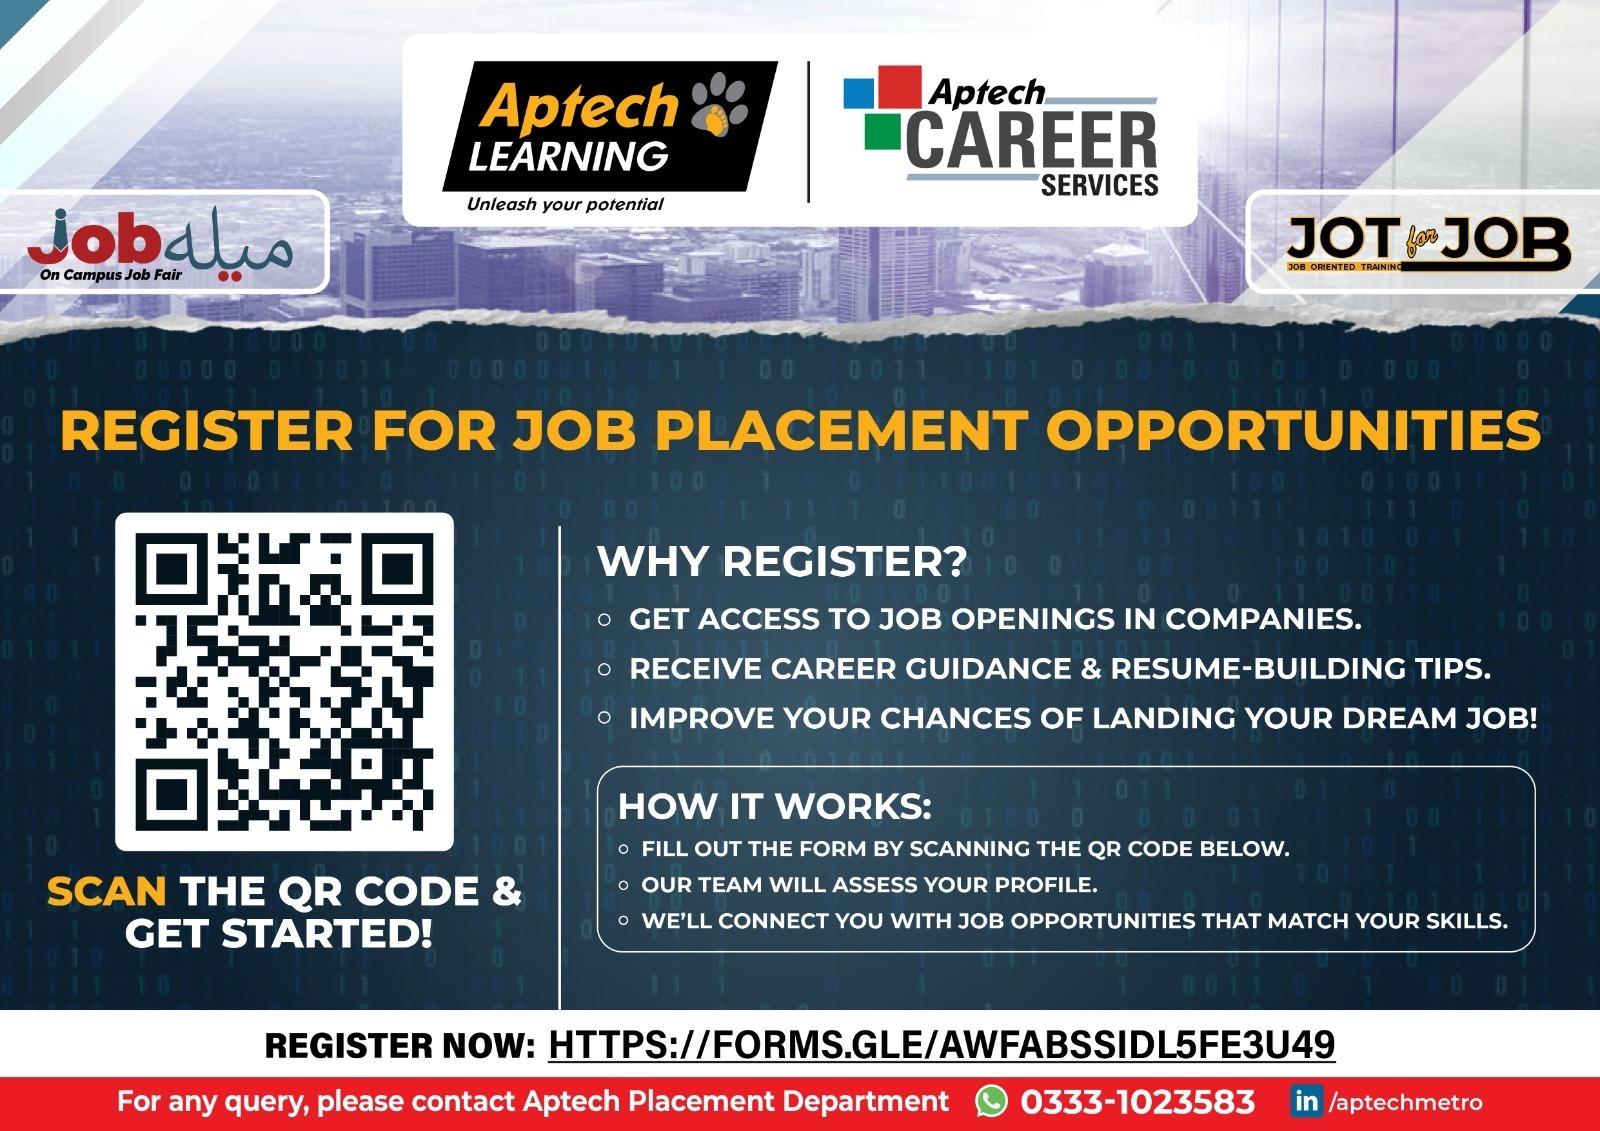 Aptech
LEARNING
Unleash your potential
Aptech
CAREER
SERVICES
Job میلہ
On Campus Job Fair
JOT for JOB
JOB ORIENTED TRAINING
REGISTER FOR JOB PLACEMENT OPPORTUNITIES
SCAN THE QR CODE &
GET STARTED!
WHY REGISTER?
GET ACCESS TO JOB OPENINGS IN COMPANIES.
RECEIVE CAREER GUIDANCE & RESUME-BUILDING TIPS.
IMPROVE YOUR CHANCES OF LANDING YOUR DREAM JOB!
HOW IT WORKS:
FILL OUT THE FORM BY SCANNING THE QR CODE BELOW.
OUR TEAM WILL ASSESS YOUR PROFILE.
WE'LL CONNECT YOU WITH JOB OPPORTUNITIES THAT MATCH YOUR SKILLS.
REGISTER NOW: HTTPS://FORMS.GLE/AWFABSSIDL5FE3U49
For any query, please contact Aptech Placement Department 0333-1023583 in /aptechmetro